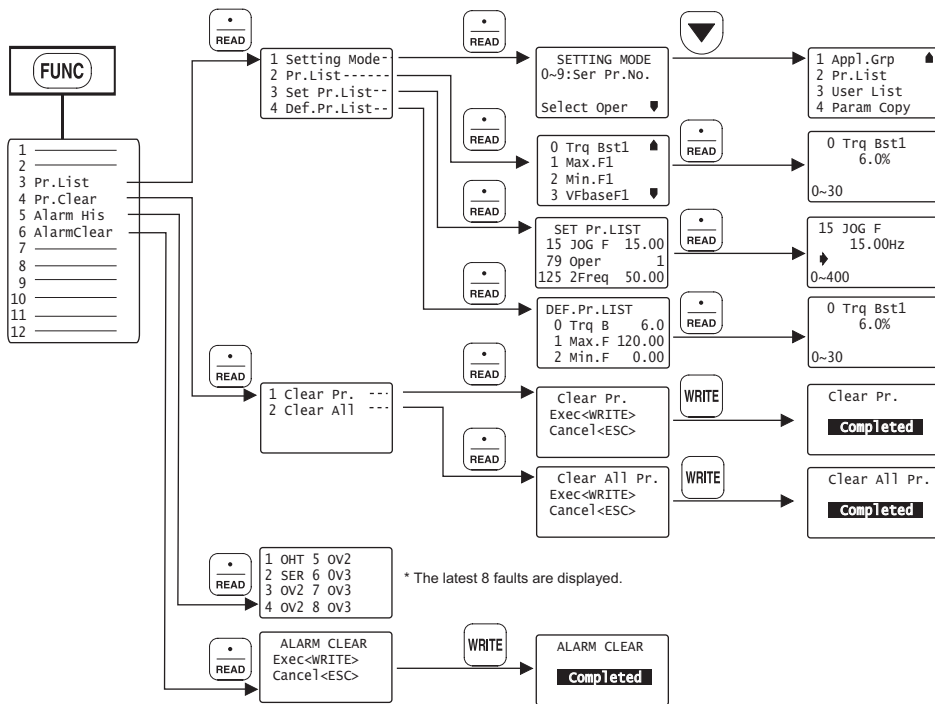 FUNC
1
2
3 Pr.List
4 Pr.Clear
5 Alarm His
6 AlarmClear
7
8
9
10
11
12
•
READ
1 Setting Mode--
2 Pr.List------
3 Set Pr.List--
4 Def.Pr.List--
•
READ
SETTING MODE
0~9:Ser Pr.No.
Select Oper
1 Appl.Grp
2 Pr.List
3 User List
4 Param Copy
•
READ
0 Trq Bst1
1 Max.F1
2 Min.F1
3 VFbaseF1
•
READ
0 Trq Bst1
6.0%
0~30
•
READ
SET Pr.LIST
15 JOG F 15.00
79 Oper 1
125 2Freq 50.00
•
READ
15 JOG F
15.00Hz
0~400
•
READ
DEF.Pr.LIST
0 Trq B 6.0
1 Max.F 120.00
2 Min.F 0.00
•
READ
0 Trq Bst1
6.0%
0~30
•
READ
1 Clear Pr. ---
2 Clear All ---
•
READ
Clear Pr.
Exec<WRITE>
Cancel<ESC>
WRITE
Clear Pr.
Completed
•
READ
Clear All Pr.
Exec<WRITE>
Cancel<ESC>
WRITE
Clear All Pr.
Completed
•
READ
1 OHT 5 OV2
2 SER 6 OV3
3 OV2 7 OV3
4 OV2 8 OV3
* The latest 8 faults are displayed.
•
READ
ALARM CLEAR
Exec<WRITE>
Cancel<ESC>
WRITE
ALARM CLEAR
Completed